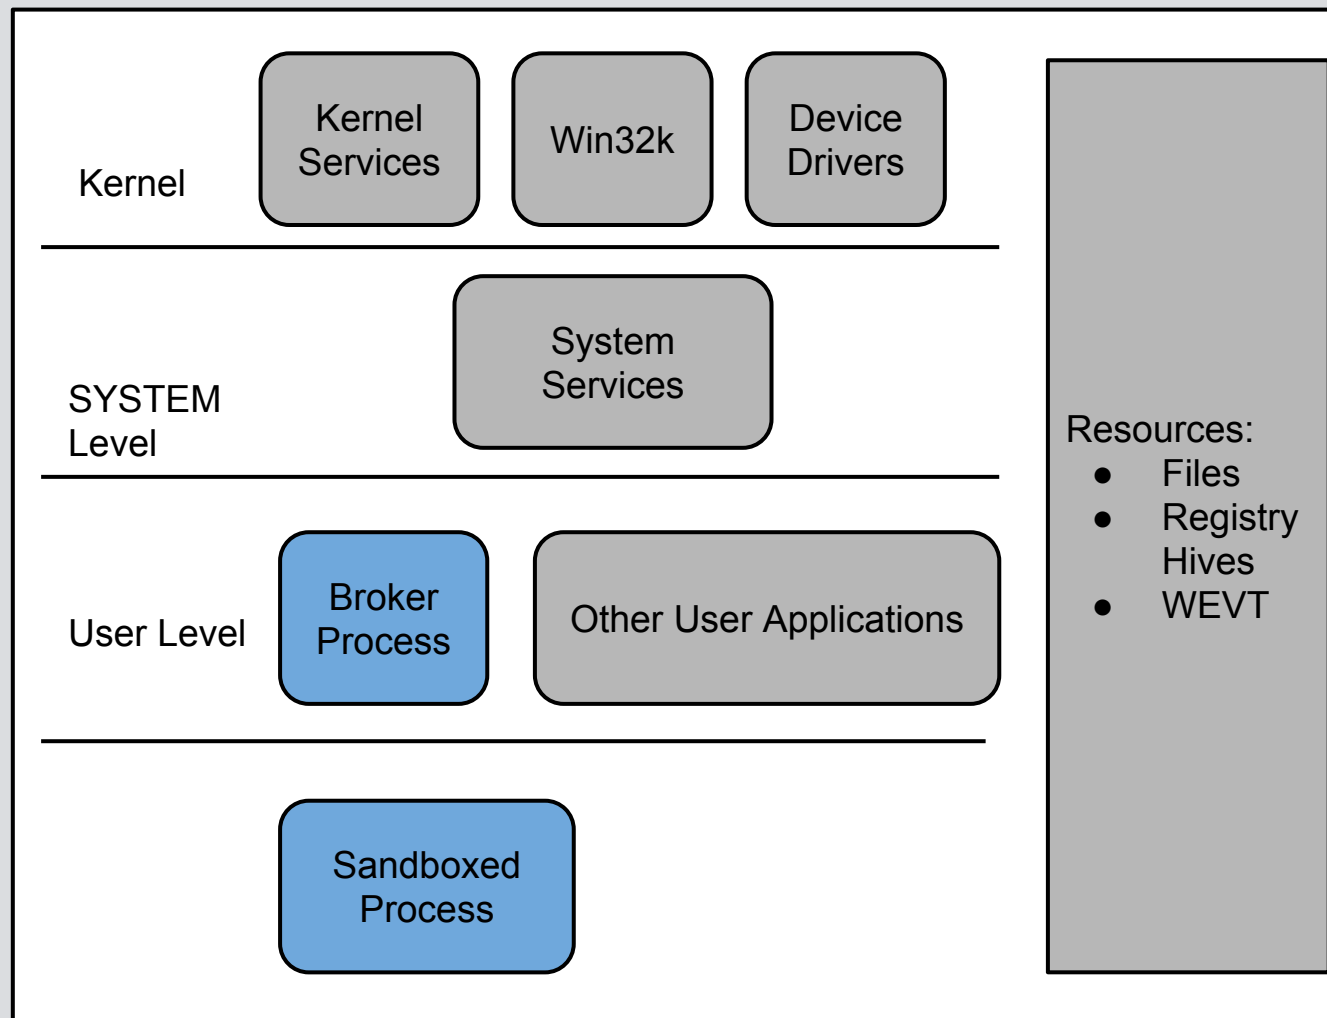 Kernel
Kernel
Services
Win32k
Device
Drivers
SYSTEM
Level
System
Services
User Level
Broker
Process
Other User Applications
Sandboxed
Process
Resources:
● Files
● Registry
Hives
● WEVT